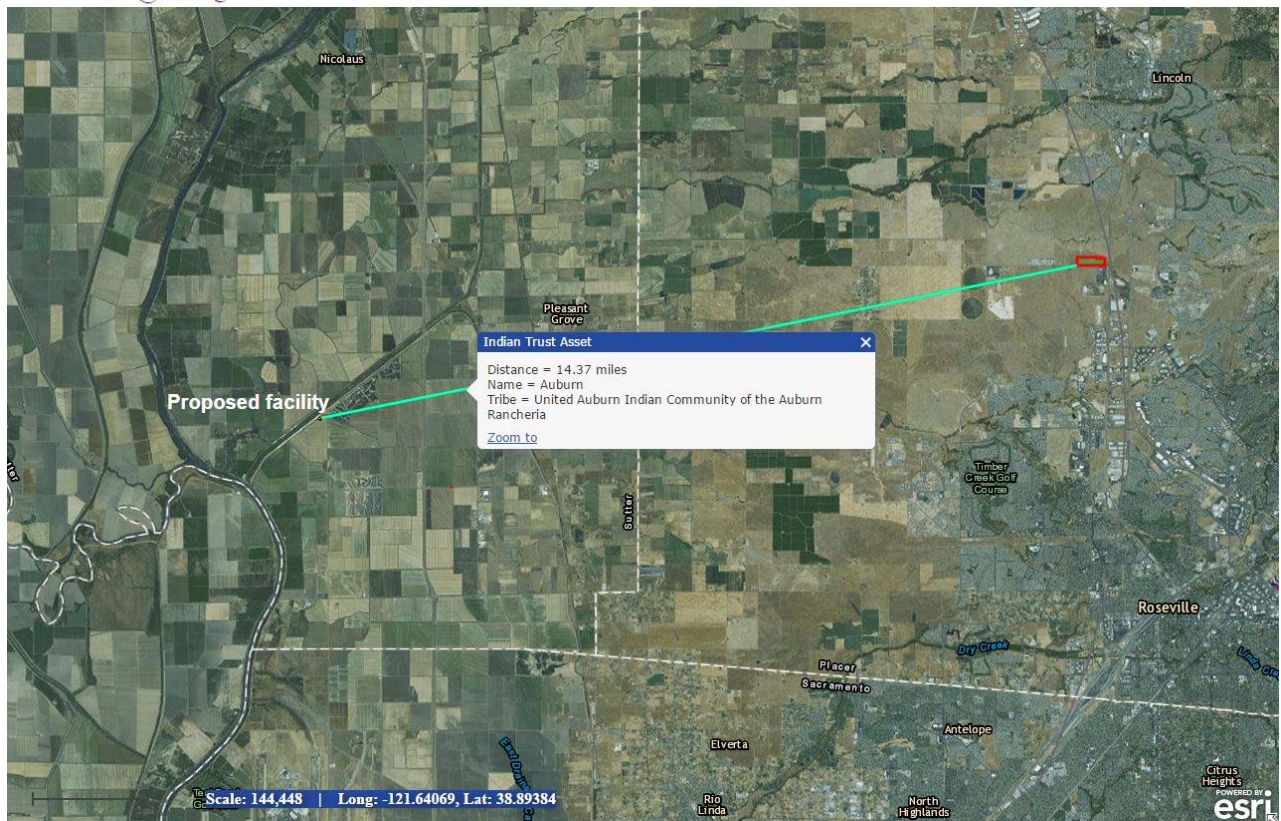 Nicolaus
Lincoln
Pleasant
Grove
Indian Trust Asset
Distance = 14.37 miles
Name = Auburn
Tribe = United Auburn Indian Community of the Auburn
Rancheria
Zoom to
Proposed facility
Timber
Creek Golf
Course
Sutter
Roseville
Dry Creek
Placer
Sacramento
Antelope
Elverta
Citrus
Heights
Rio
Linda
North
Highlands
Scale: 144,448 | Long: -121.64069, Lat: 38.89384
POWERED BY
esri